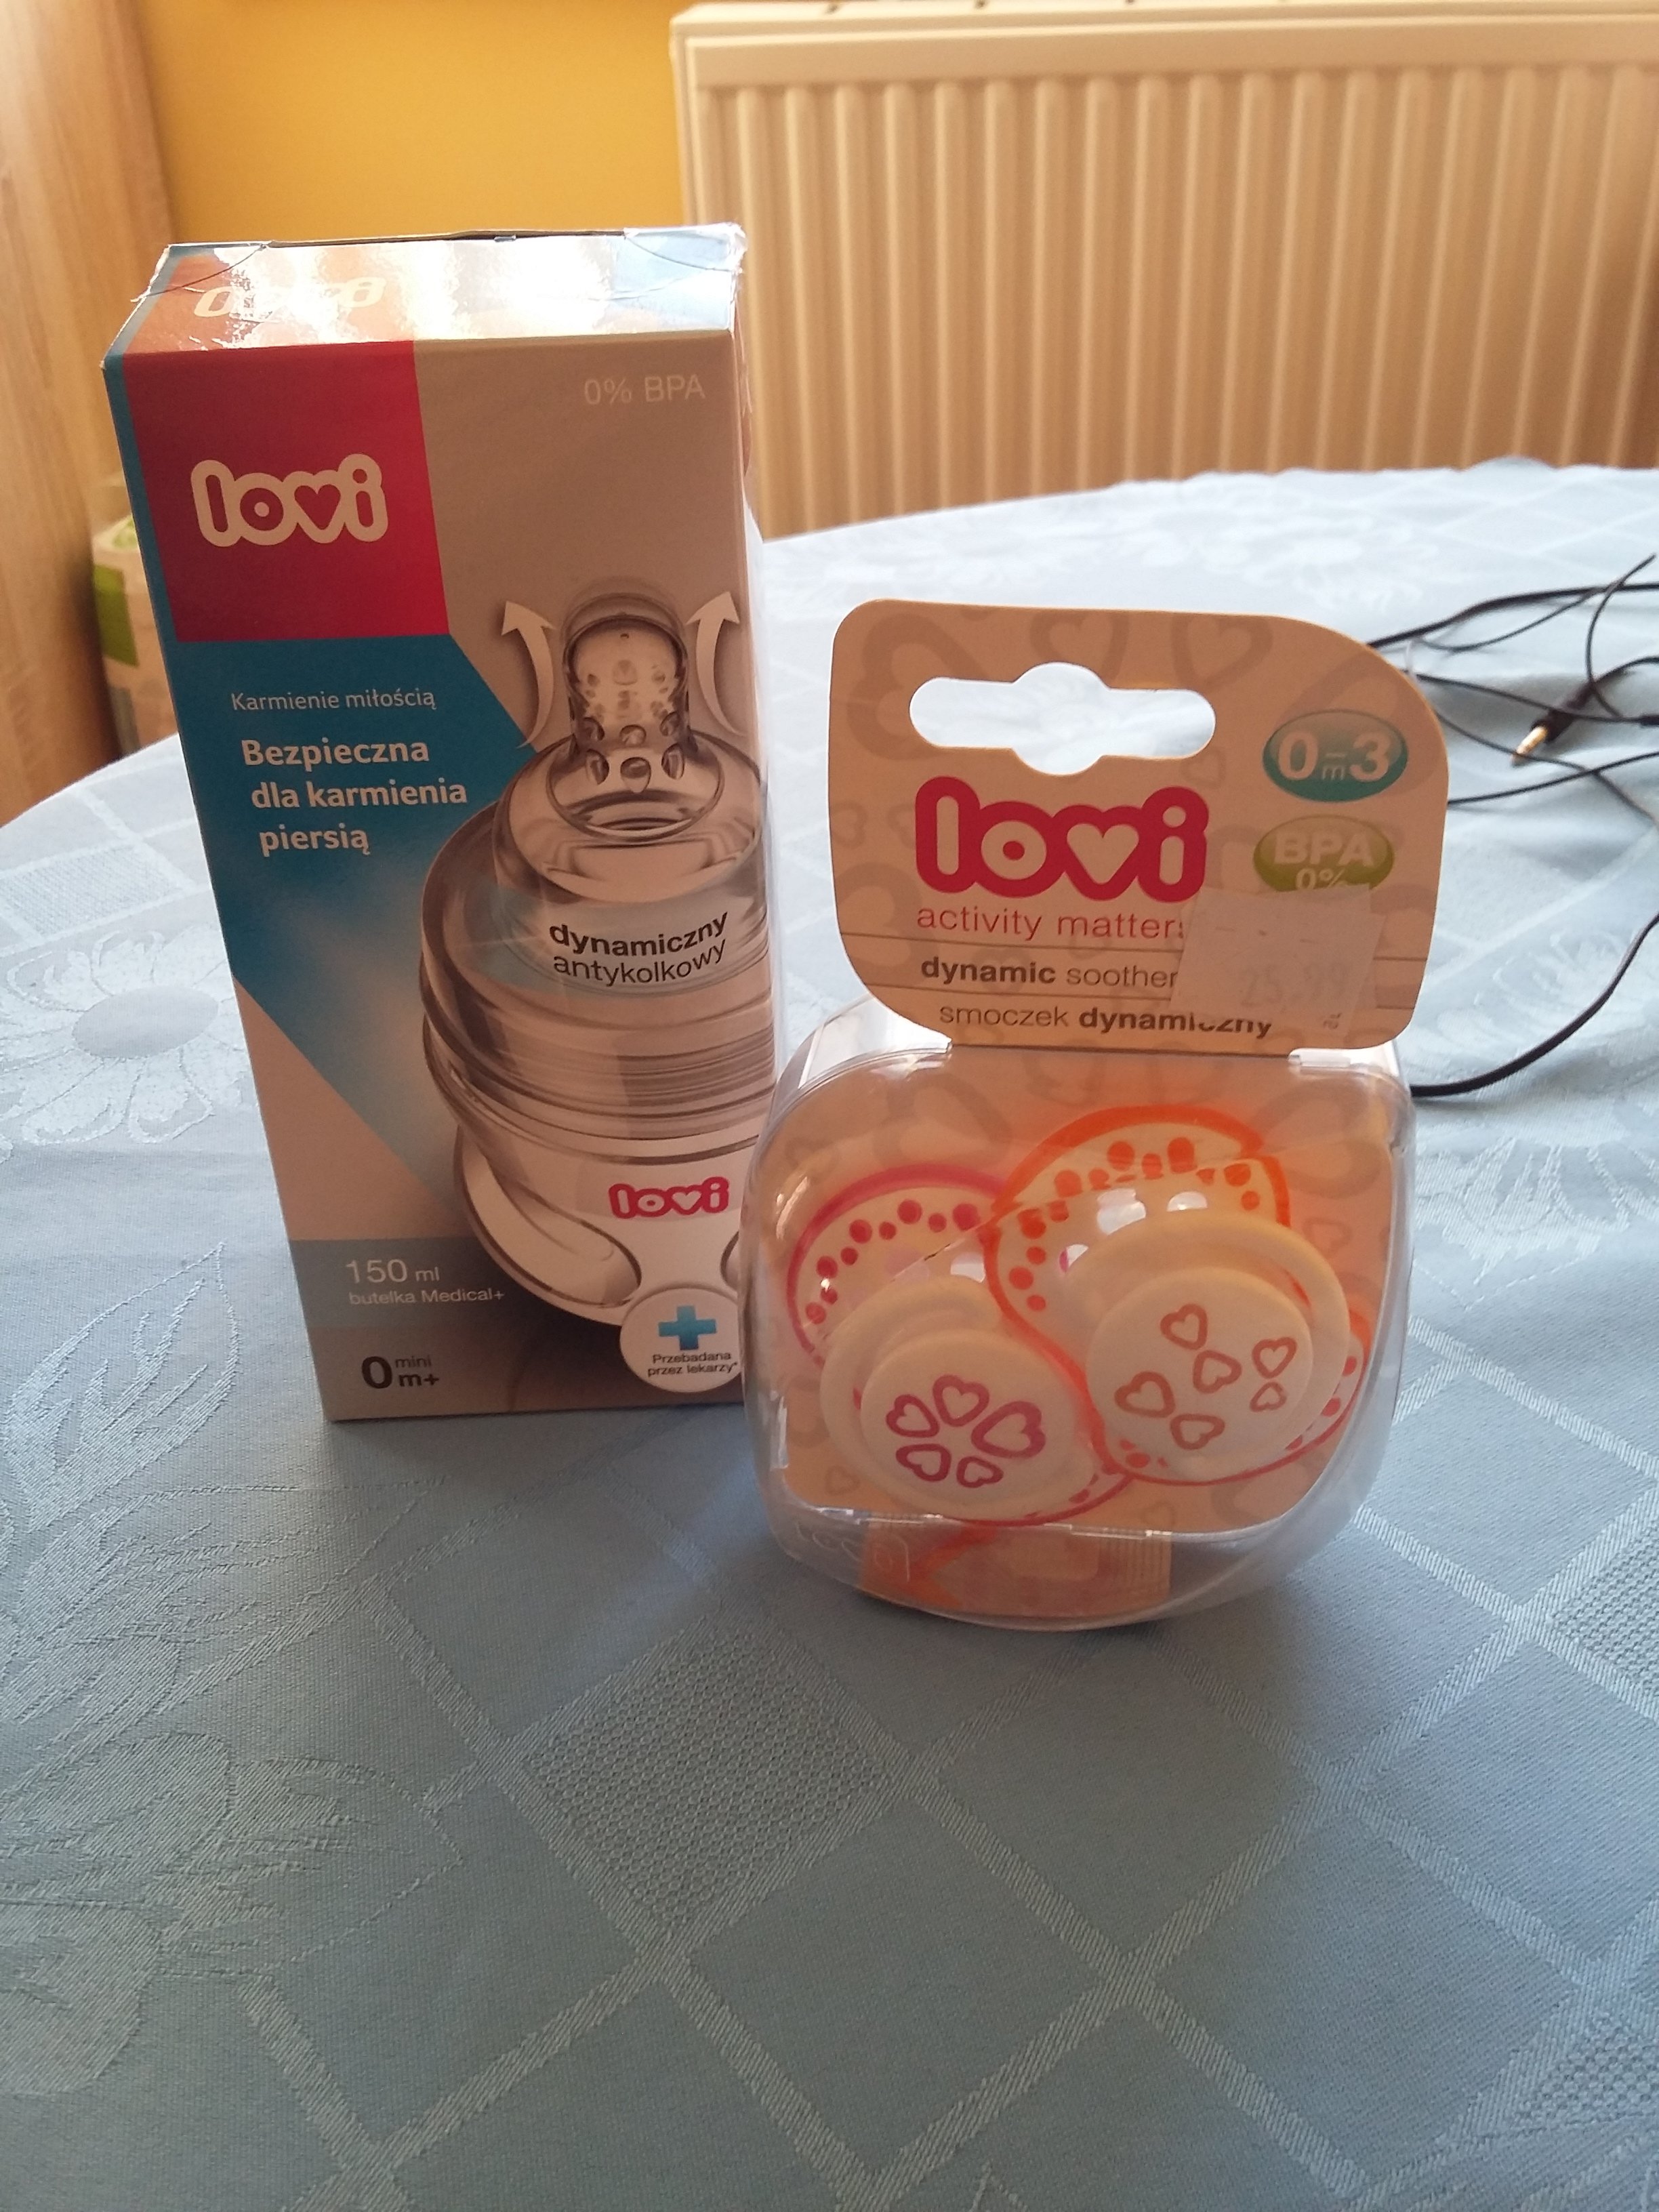 0% BPA
lovi
Karmienie miłością
Bezpieczna
dla karmienia
piersią
dynamiczny
antykolkowy
lovi
150 ml
butelka Medical+
0 mini
m+
Przebadana
przez lekarzy*
0-3
m
lovi
BPA
0%
activity matters
dynamic soother
smoczek dynamiczny